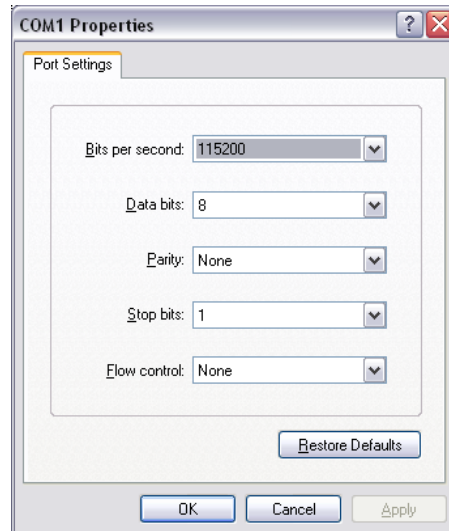 COM1 Properties
Port Settings
Bits per second: 115200
Data bits: 8
Parity: None
Stop bits: 1
Flow control: None
Restore Defaults
OK Cancel Apply